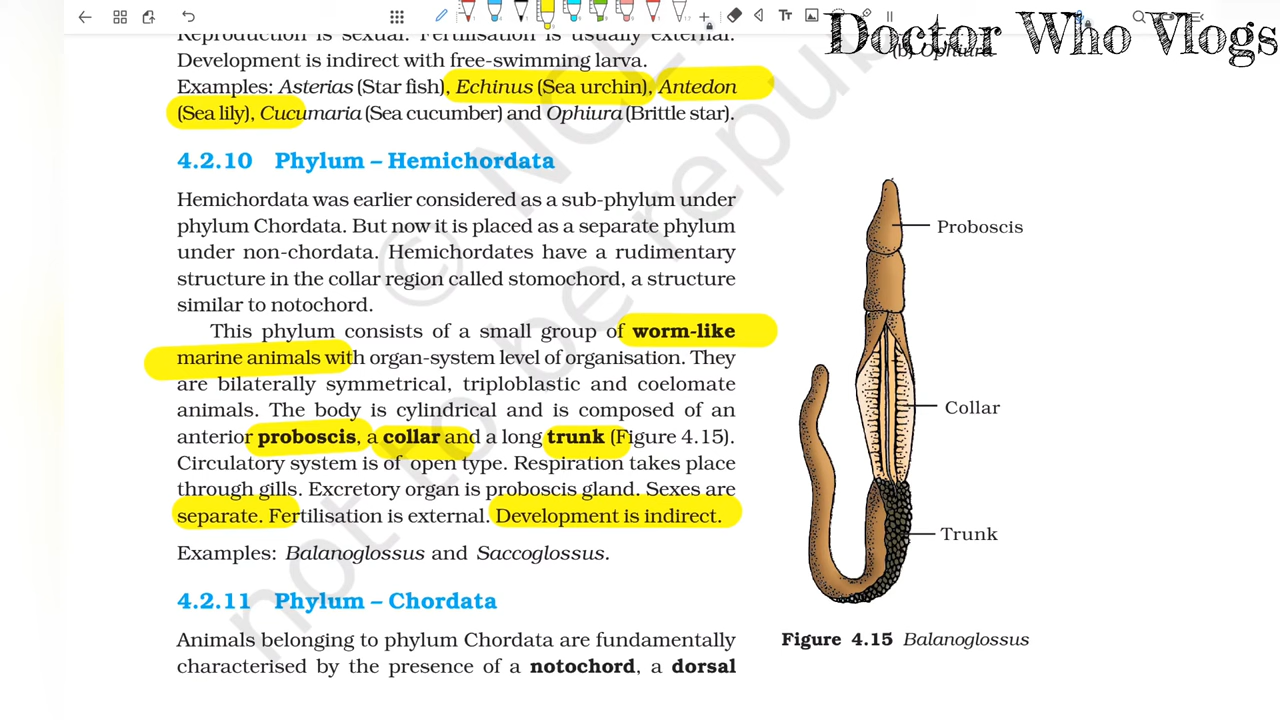 Doctor Who Vlogs
(b) Ophiura
Reproduction is sexual. Fertilisation is usually external.
Development is indirect with free-swimming larva.
Examples: Asterias (Star fish), Echinus (Sea urchin), Antedon
(Sea lily), Cucumaria (Sea cucumber) and Ophiura (Brittle star).
4.2.10 Phylum – Hemichordata
Hemichordata was earlier considered as a sub-phylum under
phylum Chordata. But now it is placed as a separate phylum
under non-chordata. Hemichordates have a rudimentary
structure in the collar region called stomochord, a structure
similar to notochord.
This phylum consists of a small group of worm-like
marine animals with organ-system level of organisation. They
are bilaterally symmetrical, triploblastic and coelomate
animals. The body is cylindrical and is composed of an
anterior proboscis, a collar and a long trunk (Figure 4.15).
Circulatory system is of open type. Respiration takes place
through gills. Excretory organ is proboscis gland. Sexes are
separate. Fertilisation is external. Development is indirect.
Examples: Balanoglossus and Saccoglossus.
4.2.11 Phylum – Chordata
Animals belonging to phylum Chordata are fundamentally
characterised by the presence of a notochord, a dorsal
Proboscis
Collar
Trunk
Figure 4.15 Balanoglossus
© NC
not to be republ